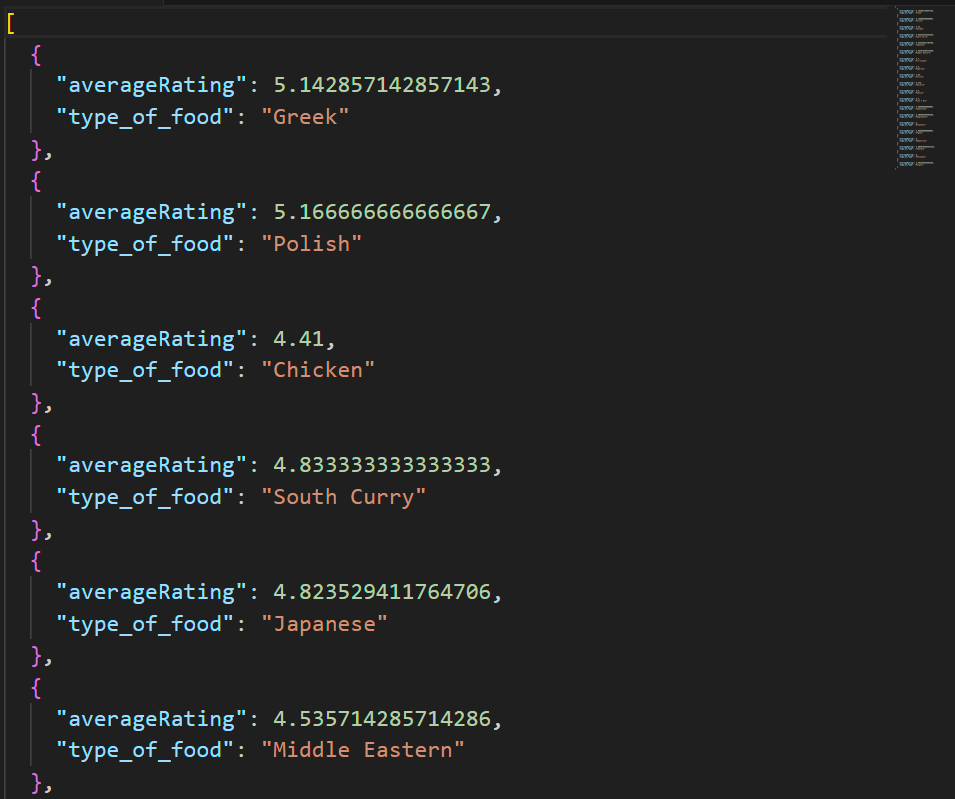 [
  {
    "averageRating": 5.142857142857143,
    "type_of_food": "Greek"
  },
  {
    "averageRating": 5.166666666666667,
    "type_of_food": "Polish"
  },
  {
    "averageRating": 4.41,
    "type_of_food": "Chicken"
  },
  {
    "averageRating": 4.833333333333333,
    "type_of_food": "South Curry"
  },
  {
    "averageRating": 4.823529411764706,
    "type_of_food": "Japanese"
  },
  {
    "averageRating": 4.535714285714286,
    "type_of_food": "Middle Eastern"
  },